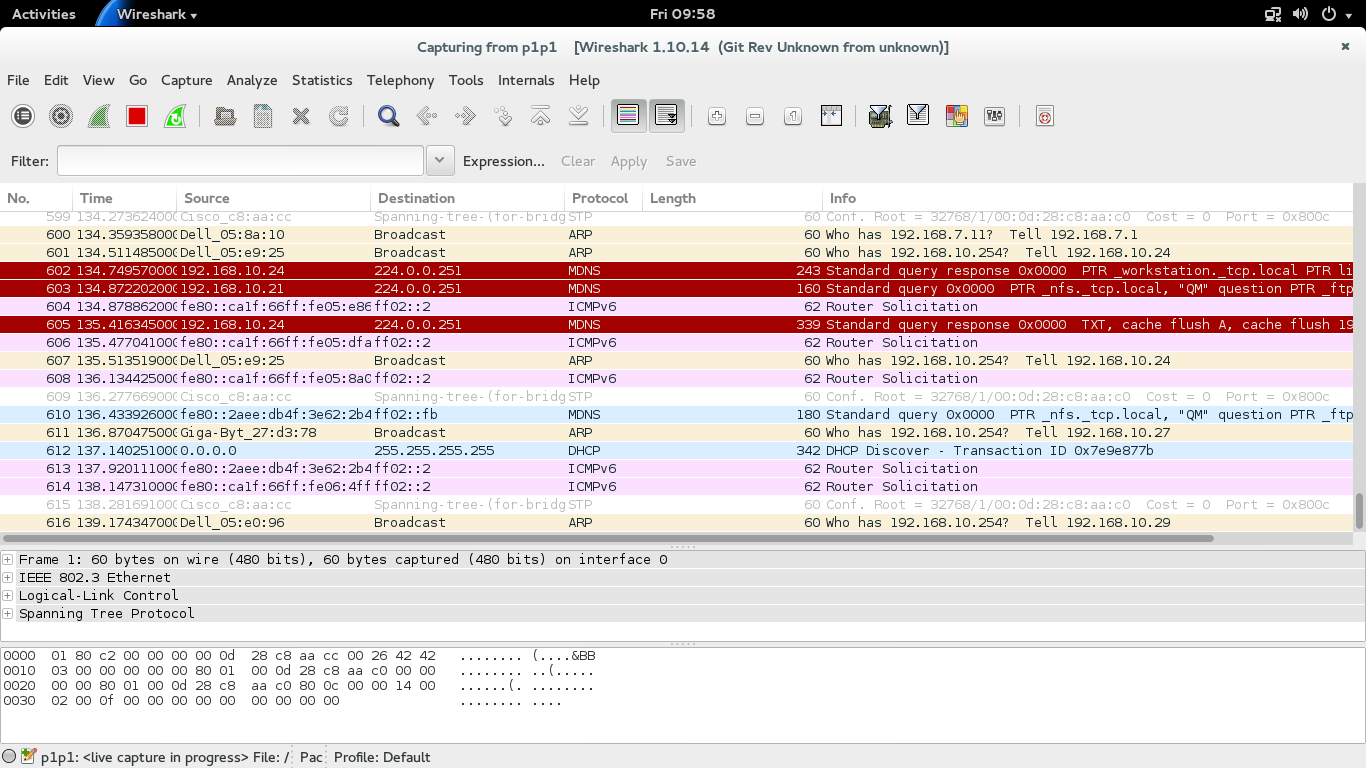 Activities Wireshark Fri 09:58
Capturing from p1p1 [Wireshark 1.10.14 (Git Rev Unknown from unknown)]
File Edit View Go Capture Analyze Statistics Telephony Tools Internals Help
Filter: Expression... Clear Apply Save
No. Time Source Destination Protocol Length Info
599 134.273624000 Cisco_c8:aa:cc Spanning-tree-(for-bridg STP 60 Conf. Root = 32768/1/00:0d:28:c8:aa:c0 Cost = 0 Port = 0x800c
600 134.359358000 Dell_05:8a:10 Broadcast ARP 60 Who has 192.168.7.11? Tell 192.168.7.1
601 134.511485000 Dell_05:e9:25 Broadcast ARP 60 Who has 192.168.10.254? Tell 192.168.10.24
602 134.749570000 192.168.10.24 224.0.0.251 MDNS 243 Standard query response 0x0000 PTR _workstation._tcp.local PTR li
603 134.872202000 192.168.10.21 224.0.0.251 MDNS 160 Standard query 0x0000 PTR _nfs._tcp.local, "QM" question PTR _ftp
604 134.878862000 fe80::ca1f:66ff:fe05:e86 ff02::2 ICMPv6 62 Router Solicitation
605 135.416345000 192.168.10.24 224.0.0.251 MDNS 339 Standard query response 0x0000 TXT, cache flush A, cache flush 19
606 135.477041000 fe80::ca1f:66ff:fe05:dfa ff02::2 ICMPv6 62 Router Solicitation
607 135.513519000 Dell_05:e9:25 Broadcast ARP 60 Who has 192.168.10.254? Tell 192.168.10.24
608 136.134425000 fe80::ca1f:66ff:fe05:8a0 ff02::2 ICMPv6 62 Router Solicitation
609 136.277669000 Cisco_c8:aa:cc Spanning-tree-(for-bridg STP 60 Conf. Root = 32768/1/00:0d:28:c8:aa:c0 Cost = 0 Port = 0x800c
610 136.433926000 fe80::2aee:db4f:3e62:2b4 ff02::fb MDNS 180 Standard query 0x0000 PTR _nfs._tcp.local, "QM" question PTR _ftp
611 136.870475000 Giga-Byt_27:d3:78 Broadcast ARP 60 Who has 192.168.10.254? Tell 192.168.10.27
612 137.140251000 0.0.0.0 255.255.255.255 DHCP 342 DHCP Discover - Transaction ID 0x7e9e877b
613 137.920111000 fe80::2aee:db4f:3e62:2b4 ff02::2 ICMPv6 62 Router Solicitation
614 138.147310000 fe80::ca1f:66ff:fe06:4ff ff02::2 ICMPv6 62 Router Solicitation
615 138.281691000 Cisco_c8:aa:cc Spanning-tree-(for-bridg STP 60 Conf. Root = 32768/1/00:0d:28:c8:aa:c0 Cost = 0 Port = 0x800c
616 139.174347000 Dell_05:e0:96 Broadcast ARP 60 Who has 192.168.10.254? Tell 192.168.10.29
Frame 1: 60 bytes on wire (480 bits), 60 bytes captured (480 bits) on interface 0
IEEE 802.3 Ethernet
Logical-Link Control
Spanning Tree Protocol
0000 01 80 c2 00 00 00 00 0d 28 c8 aa cc 00 26 42 42 ........ (....&BB
0010 03 00 00 00 00 00 80 01 00 0d 28 c8 aa c0 00 00 ........ ..(.....
0020 00 00 80 01 00 0d 28 c8 aa c0 80 0c 00 00 14 00 ......(. ........
0030 02 00 0f 00 00 00 00 00 00 00 00 00 ........ ....
p1p1: <live capture in progress> File: / Pac Profile: Default